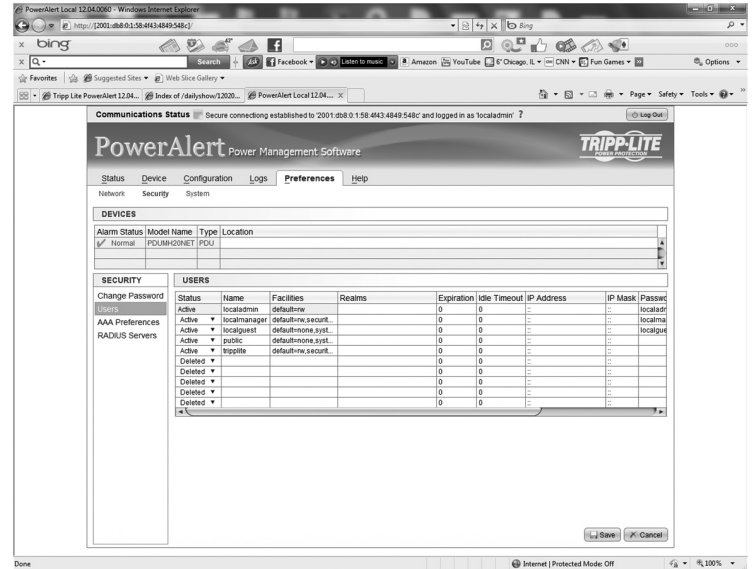 PowerAlert Local 12.04.0060 - Windows Internet Explorer
http://[2001:db8:0:1:58:4f43:4849:548c]/
Bing
bing
Search
Facebook
Listen to music
Amazon
YouTube
6° Chicago, IL
CNN
Fun Games
Options
Favorites
Suggested Sites
Web Slice Gallery
Tripp Lite PowerAlert 12.04...
Index of /dailyshow/12020...
PowerAlert Local 12.04....
Page
Safety
Tools
Communications Status
Secure connectiong established to '2001:db8:0:1:58:4f43:4849:548c' and logged in as 'localadmin' ?
Log Out
PowerAlert Power Management Software
TRIPP·LITE
POWER PROTECTION
Status Device Configuration Logs Preferences Help
Network Security System
DEVICES
Alarm Status Model Name Type Location
Normal PDUMH20NET PDU
SECURITY
Change Password
Users
AAA Preferences
RADIUS Servers
USERS
Status Name Facilities Realms Expiration Idle Timeout IP Address IP Mask Passwo
Active localadmin default=rw 0 0 :: :: localadr
Active localmanager default=rw,securit... 0 0 :: :: localma
Active localguest default=none,syst... 0 0 :: :: localgue
Active public default=none,syst... 0 0 :: ::
Active tripplite default=rw,securit... 0 0 :: ::
Deleted 0 0 :: ::
Deleted 0 0 :: ::
Deleted 0 0 :: ::
Deleted 0 0 :: ::
Deleted 0 0 :: ::
Save Cancel
Done
Internet | Protected Mode: Off
100%